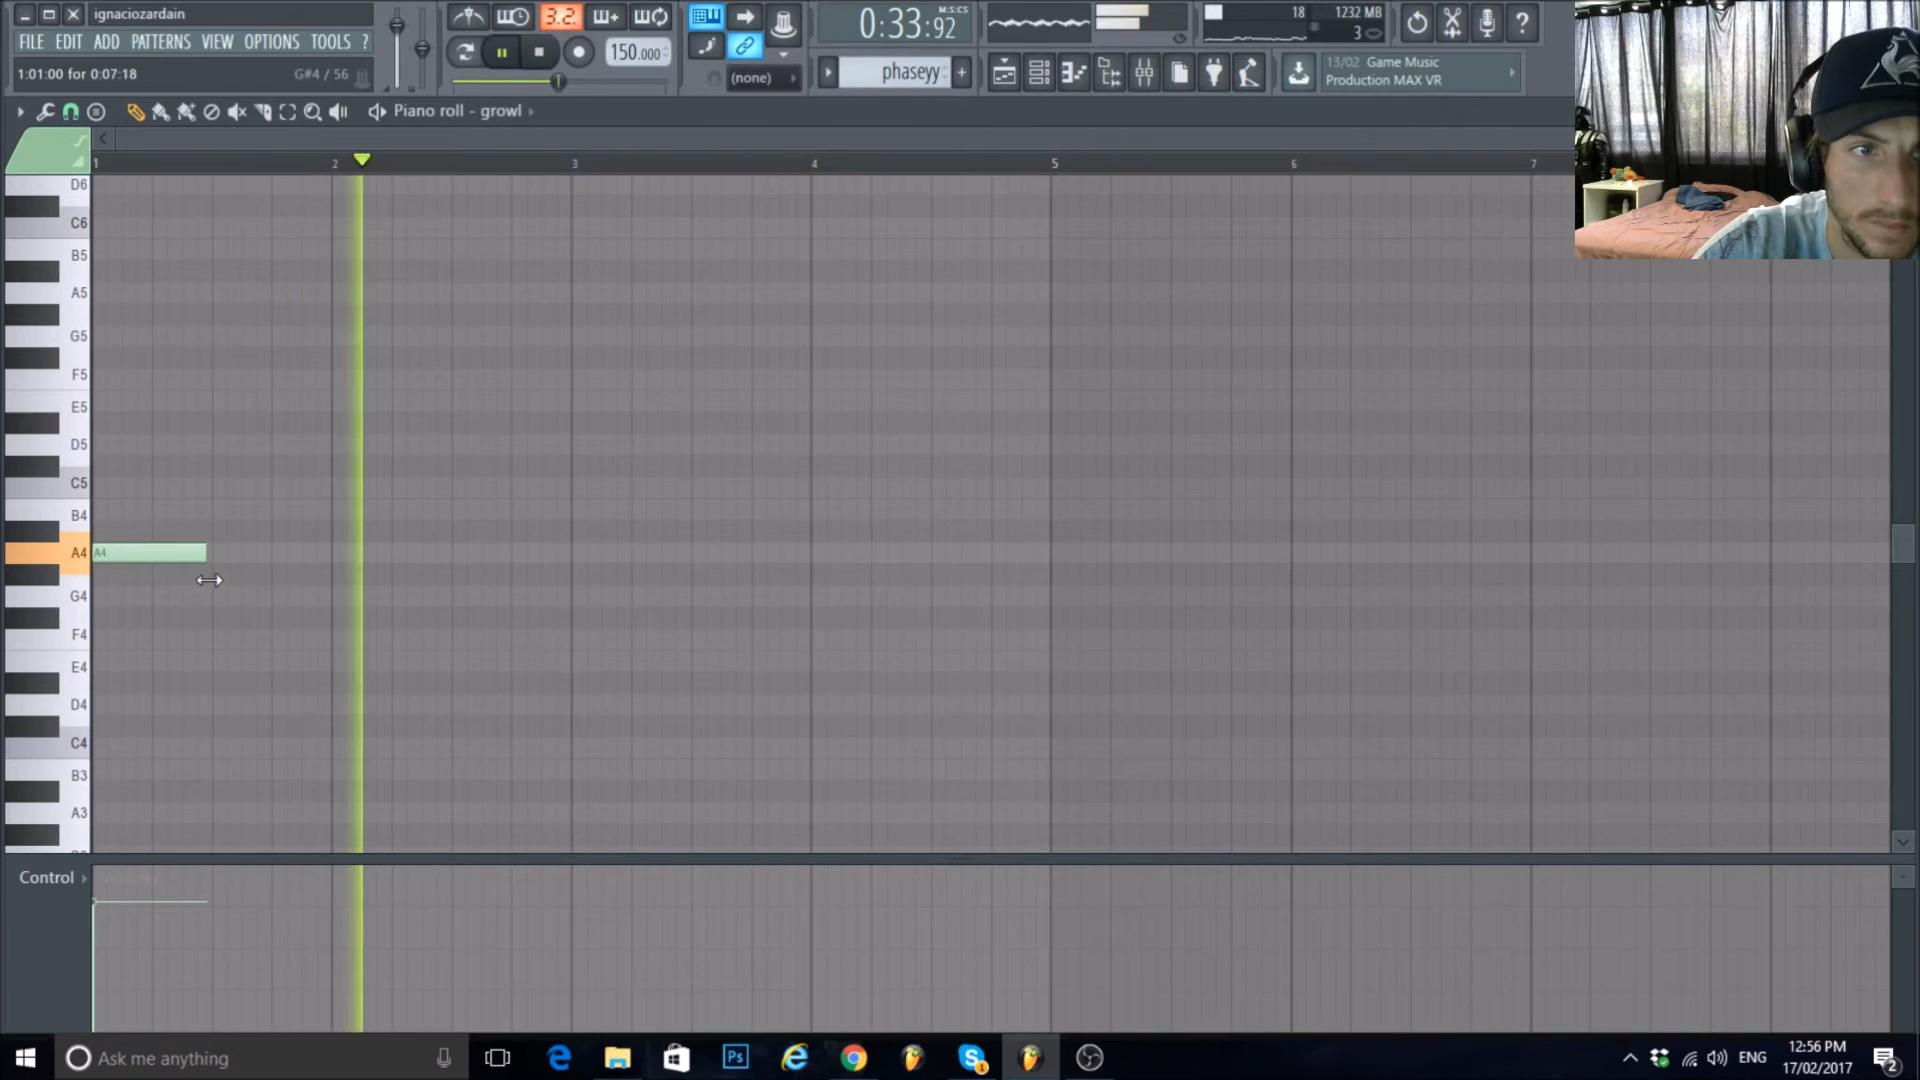 ignaciozardain
FILE EDIT ADD PATTERNS VIEW OPTIONS TOOLS ?
1:01:00 for 0:07:18 G#4 / 56
3.2.
150.000
(none)
0:33:92
M:S:CS
phaseyy
18 1232 MB
3
13/02 Game Music
Production MAX VR
Piano roll - growl
1 2 3 4 5 6 7
D6
C6
B5
A5
G5
F5
E5
D5
C5
B4
A4 A4
G4
F4
E4
D4
C4
B3
A3
Control
Ask me anything
Ps
1
ENG
12:56 PM
17/02/2017
2